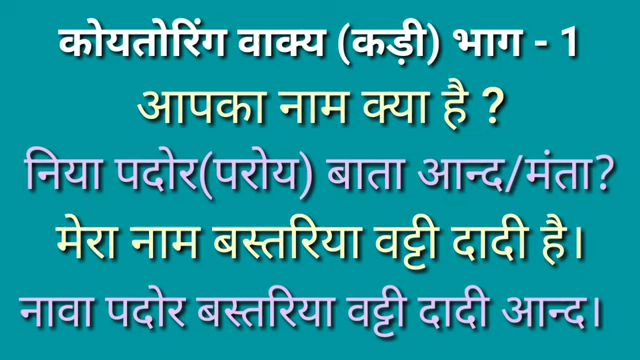 कोयतोरिंग वाक्य (कड़ी) भाग - 1
आपका नाम क्या है ?
निया पदोर(परोय) बाता आन्द/मंता?
मेरा नाम बस्तरिया वट्टी दादी है।
नावा पदोर बस्तरिया वट्टी दादी आन्द।